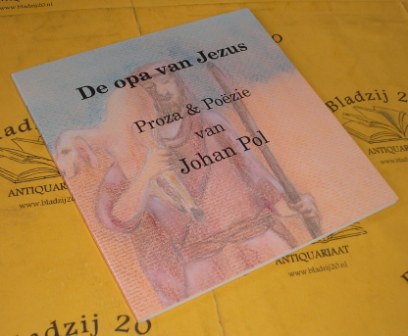 De opa van Jezus
Proza & Poëzie
van
Johan Pol
Bladzij 20
ANTIQUARIAAT
www.bladzij20.nl
ANTIQUARIAAT
www.bladzij20.nl
Bladzij 20